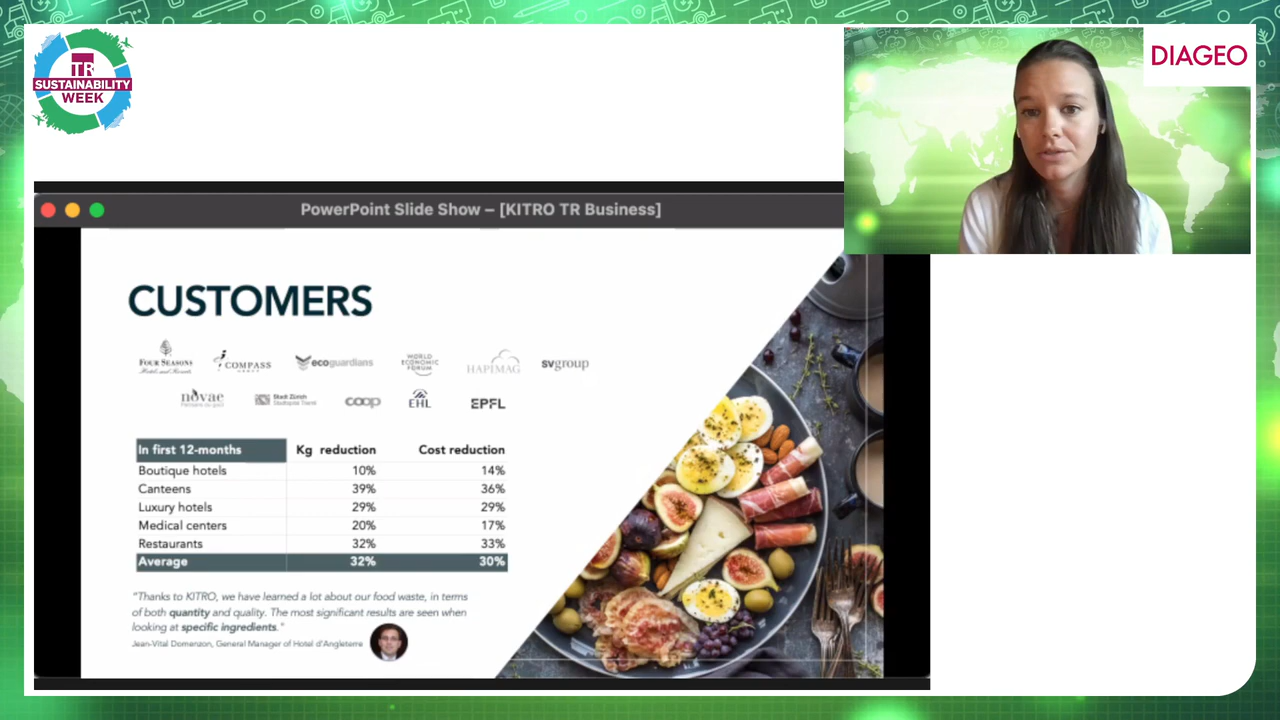 TR
SUSTAINABILITY
WEEK
DIAGEO
PowerPoint Slide Show – [KITRO TR Business]
CUSTOMERS
FOUR SEASONS
Hotels and Resorts
COMPASS
GROUP
ecoguardians
WORLD
ECONOMIC
FORUM
HAPIMAG
svgroup
novae
Stadt Zürich
coop
EHL
EPFL
In first 12-months Kg reduction Cost reduction
Boutique hotels 10% 14%
Canteens 39% 36%
Luxury hotels 29% 29%
Medical centers 20% 17%
Restaurants 32% 33%
Average 32% 30%
“Thanks to KITRO, we have learned a lot about our food waste, in terms
of both quantity and quality. The most significant results are seen when
looking at specific ingredients.”
Jean-Vital Domenzon, General Manager of Hotel d'Angleterre